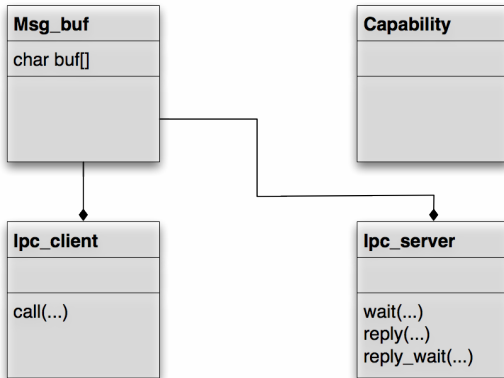 Msg_buf
char buf[]
Capability
Ipc_client
call(...)
Ipc_server
wait(...)
reply(...)
reply_wait(...)